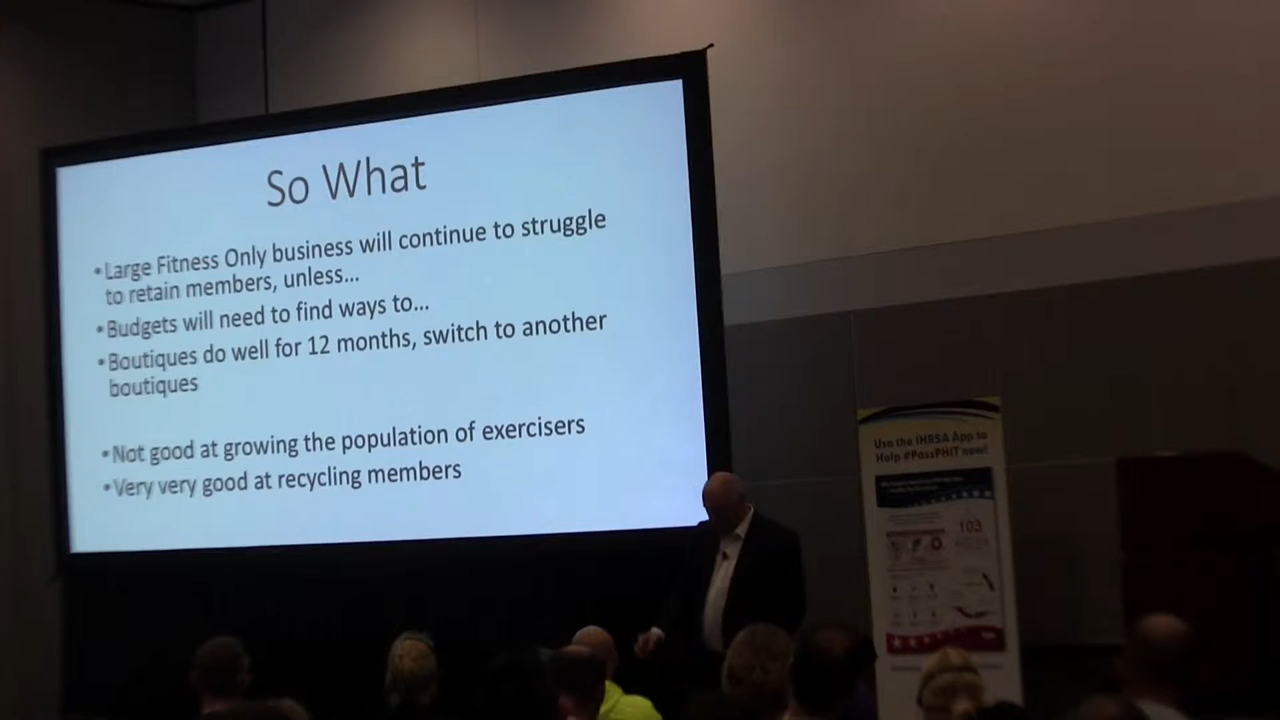 So What
•Large Fitness Only business will continue to struggle
to retain members, unless...
•Budgets will need to find ways to...
•Boutiques do well for 12 months, switch to another
boutiques
•Not good at growing the population of exercisers
•Very very good at recycling members
Use the IHRSA App to
Help #PassPHIT now!
103